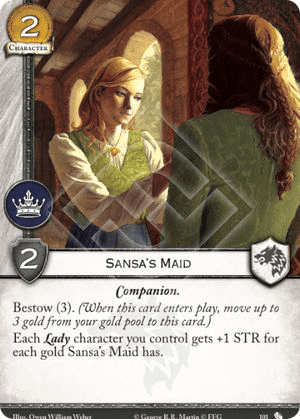 2
CHARACTER
2
SANSA'S MAID
Companion.
Bestow (3). (When this card enters play, move up to
3 gold from your gold pool to this card.)
Each Lady character you control gets +1 STR for
each gold Sansa's Maid has.
Illus. Owen William Weber © George R.R. Martin © FFG 101